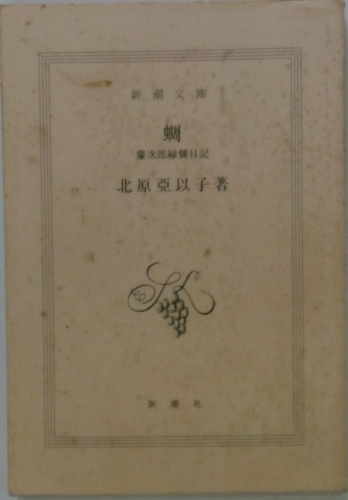 新潮文庫
蜩
慶次郎縁側日記
北原亞以子著
新潮社